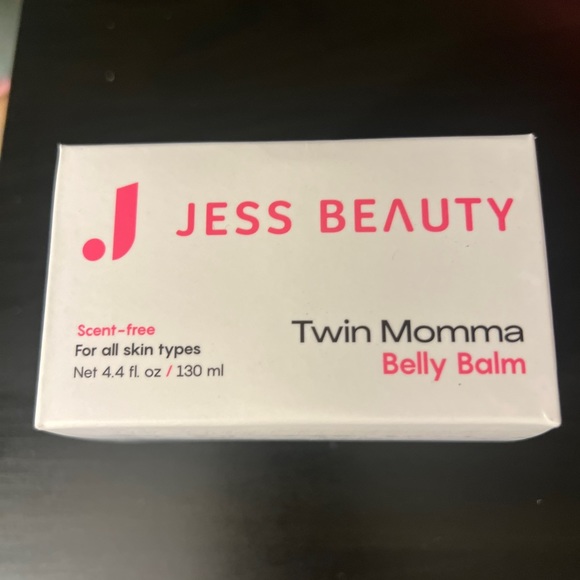 JESS BEAUTY
Scent-free
For all skin types
Net 4.4 fl. oz / 130 ml
Twin Momma
Belly Balm